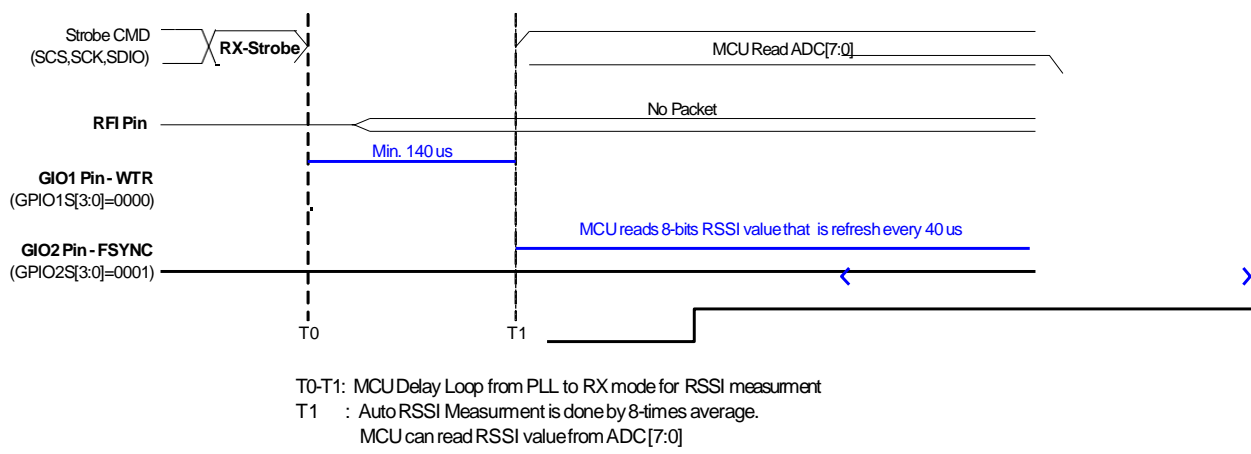 Strobe CMD
(SCS,SCK,SDIO)
RX-Strobe
MCU Read ADC[7:0]
RFI Pin
No Packet
Min. 140 us
GIO1 Pin - WTR
(GPIO1S[3:0]=0000)
MCU reads 8-bits RSSI value that is refresh every 40 us
GIO2 Pin - FSYNC
(GPIO2S[3:0]=0001)
T0
T1
T0-T1: MCU Delay Loop from PLL to RX mode for RSSI measurment
T1 : Auto RSSI Measurment is done by 8-times average.
MCU can read RSSI value from ADC [7:0]